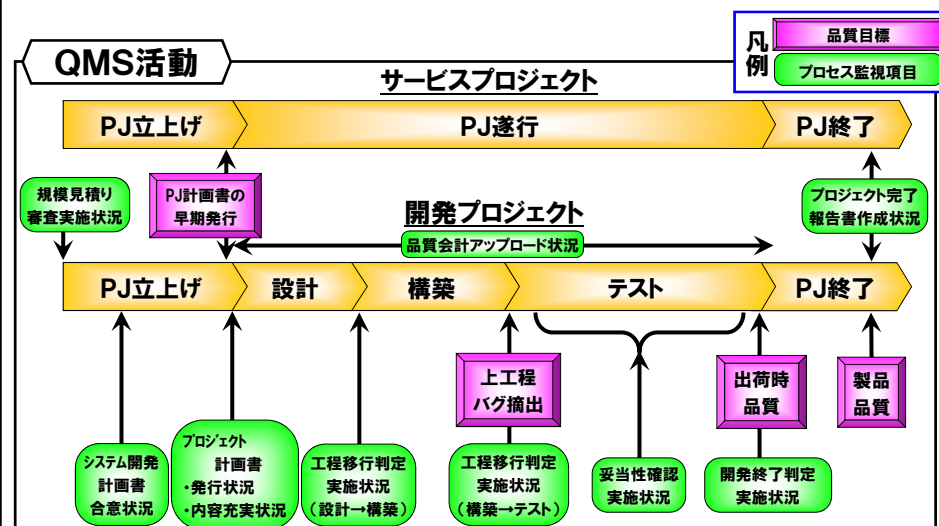 凡
例
品質目標
プロセス監視項目
QMS活動
サービスプロジェクト
PJ立上げ
PJ遂行
PJ終了
規模見積り
審査実施状況
PJ計画書の
早期発行
プロジェクト完了
報告書作成状況
開発プロジェクト
品質会計アップロード状況
PJ立上げ
設計
構築
テスト
PJ終了
上工程
バグ摘出
出荷時
品質
製品
品質
システム開発
計画書
合意状況
プロジェクト
計画書
・発行状況
・内容充実状況
工程移行判定
実施状況
(設計→構築)
工程移行判定
実施状況
(構築→テスト)
妥当性確認
実施状況
開発終了判定
実施状況